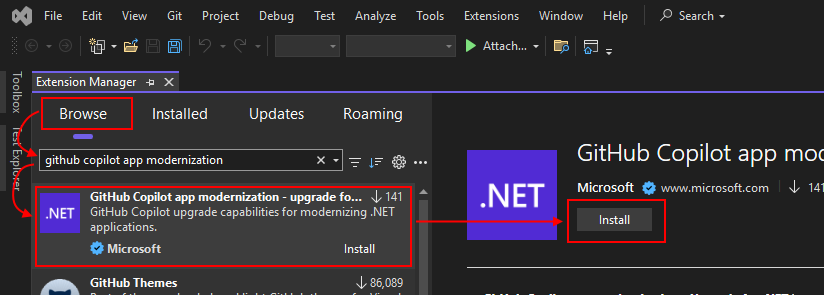 File Edit View Git Project Build Debug Test Analyze Tools Extensions Window Help Search
Attach...
Toolbox
Test Explorer
Extension Manager
Browse Installed Updates Roaming
github copilot app modernization
GitHub Copilot app modernization - upgrade fo... 141
GitHub Copilot upgrade capabilities for modernizing .NET
applications.
.NET
Microsoft Install
GitHub Themes 86,089
.NET
GitHub Copilot app mod
Microsoft www.microsoft.com 141
Install